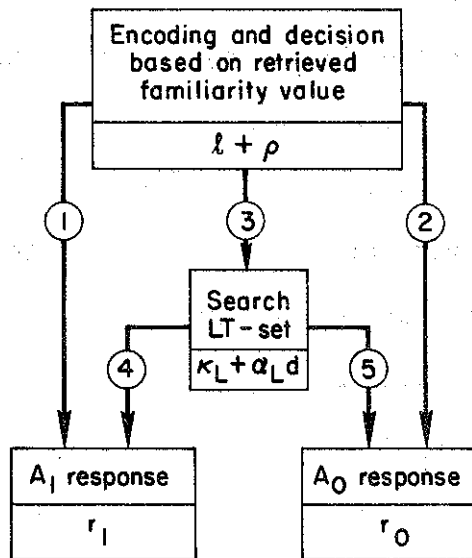 Encoding and decision
based on retrieved
familiarity value
ℓ + ρ
1
3
2
Search
LT-set
κL + αLd
4
5
A1 response
r1
A0 response
r0